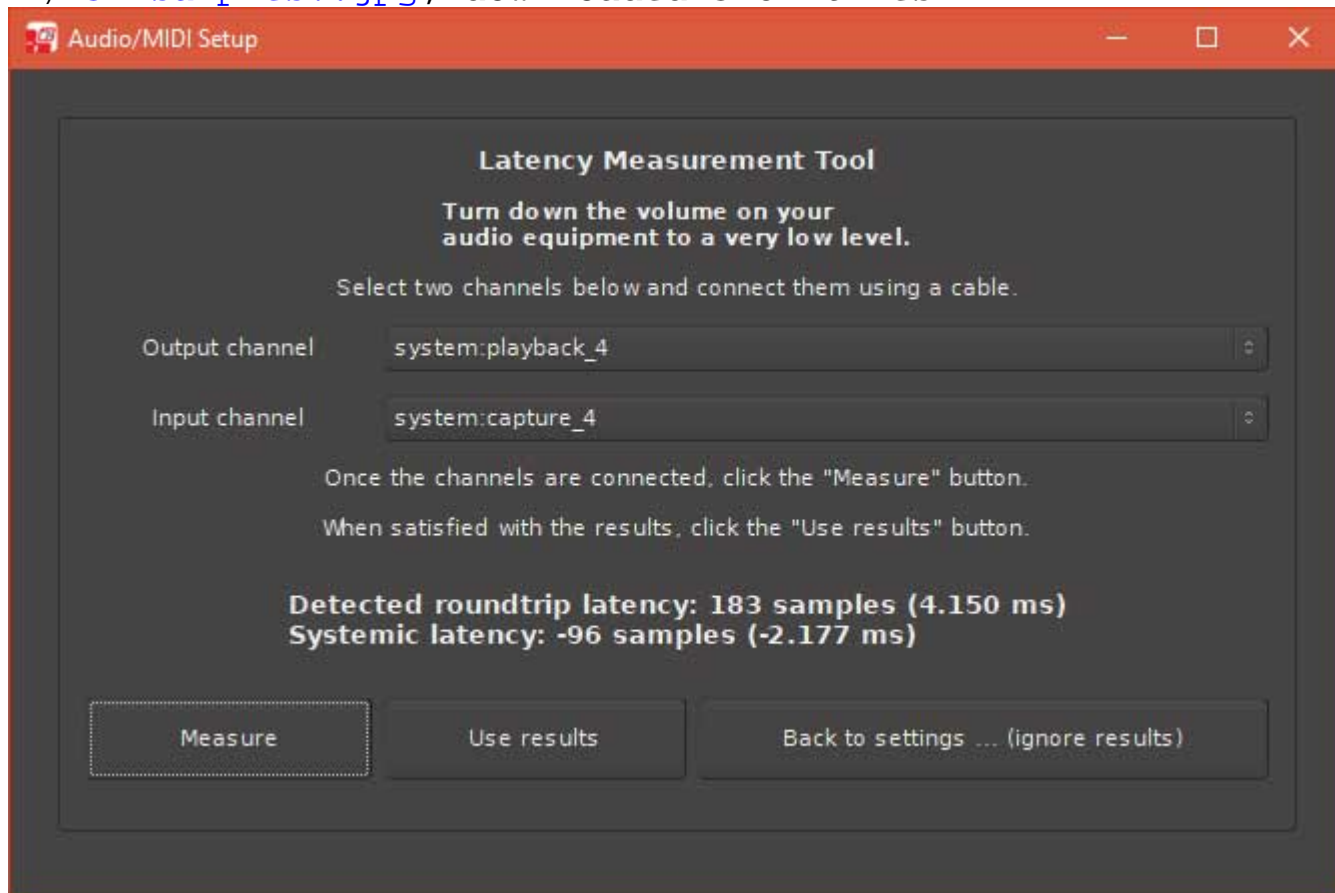 Audio/MIDI Setup
Latency Measurement Tool
Turn down the volume on your
audio equipment to a very low level.
Select two channels below and connect them using a cable.
Output channel system:playback_4
Input channel system:capture_4
Once the channels are connected, click the "Measure" button.
When satisfied with the results, click the "Use results" button.
Detected roundtrip latency: 183 samples (4.150 ms)
Systemic latency: -96 samples (-2.177 ms)
Measure Use results Back to settings ... (ignore results)